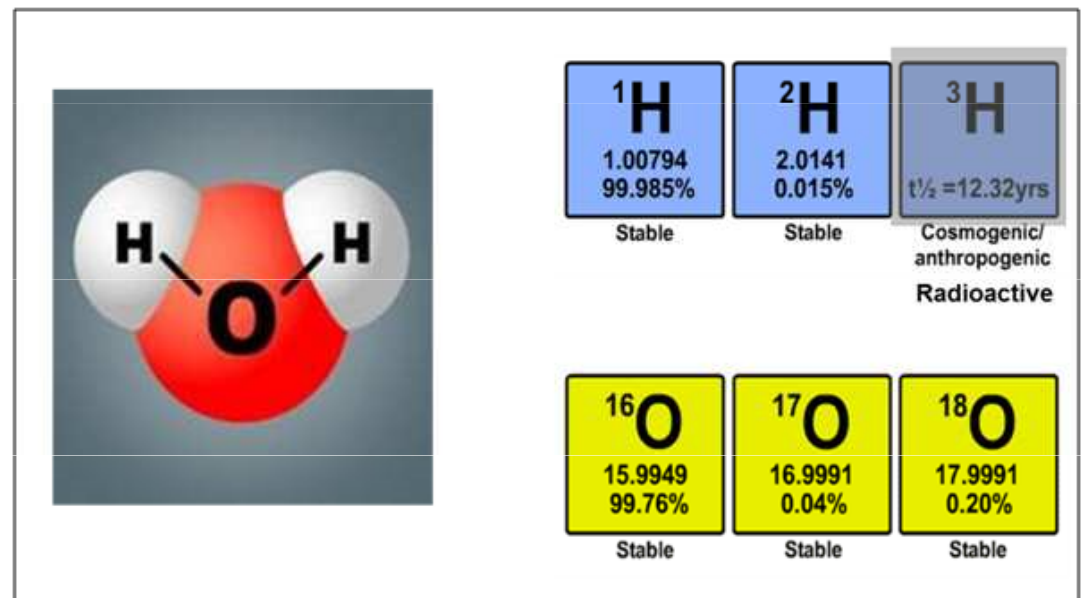 H H
O
¹H
1.00794
99.985%
Stable
²H
2.0141
0.015%
Stable
³H
t½ =12.32yrs
Cosmogenic/
anthropogenic
Radioactive
¹⁶O
15.9949
99.76%
Stable
¹⁷O
16.9991
0.04%
Stable
¹⁸O
17.9991
0.20%
Stable